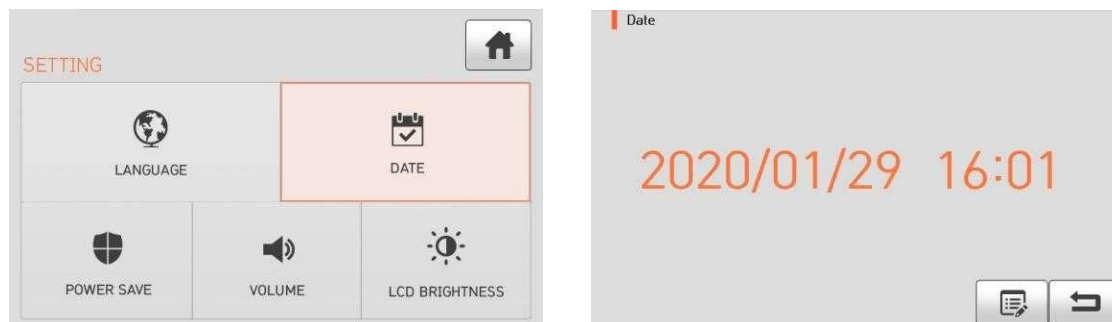 SETTING
LANGUAGE
DATE
POWER SAVE
VOLUME
LCD BRIGHTNESS
Date
2020/01/29 16:01